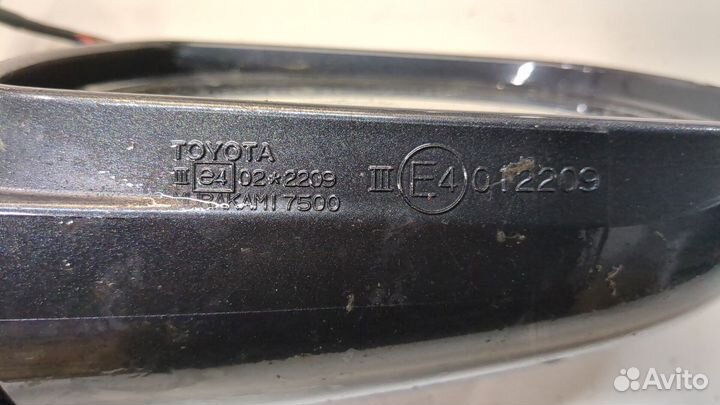 TOYOTA
III e4 02*2209
MURAKAMI 7500
III E4 012209
Avito